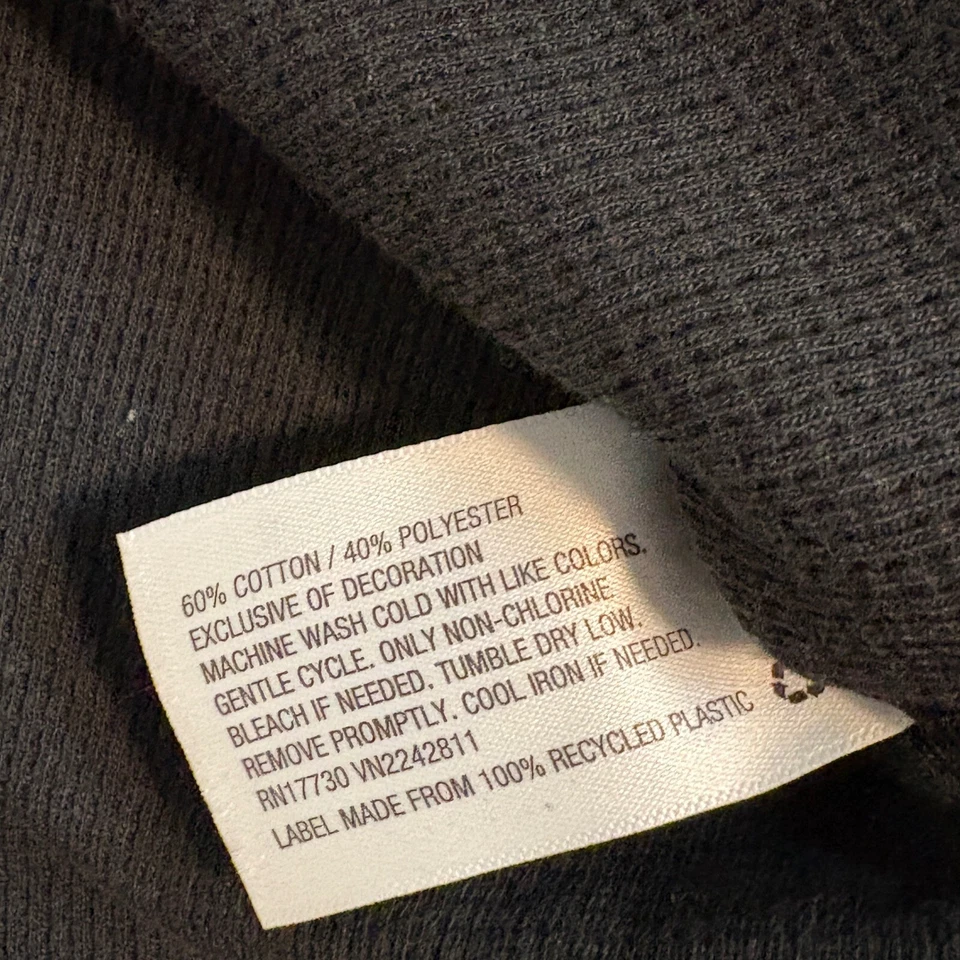 60% COTTON / 40% POLYESTER
EXCLUSIVE OF DECORATION
MACHINE WASH COLD WITH LIKE COLORS.
GENTLE CYCLE. ONLY NON-CHLORINE
BLEACH IF NEEDED. TUMBLE DRY LOW.
REMOVE PROMPTLY. COOL IRON IF NEEDED.
RN17730 VN2242811
LABEL MADE FROM 100% RECYCLED PLASTIC